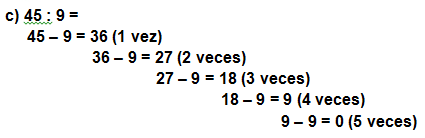 c) 45 : 9 =
45 – 9 = 36 (1 vez)
36 – 9 = 27 (2 veces)
27 – 9 = 18 (3 veces)
18 – 9 = 9 (4 veces)
9 – 9 = 0 (5 veces)